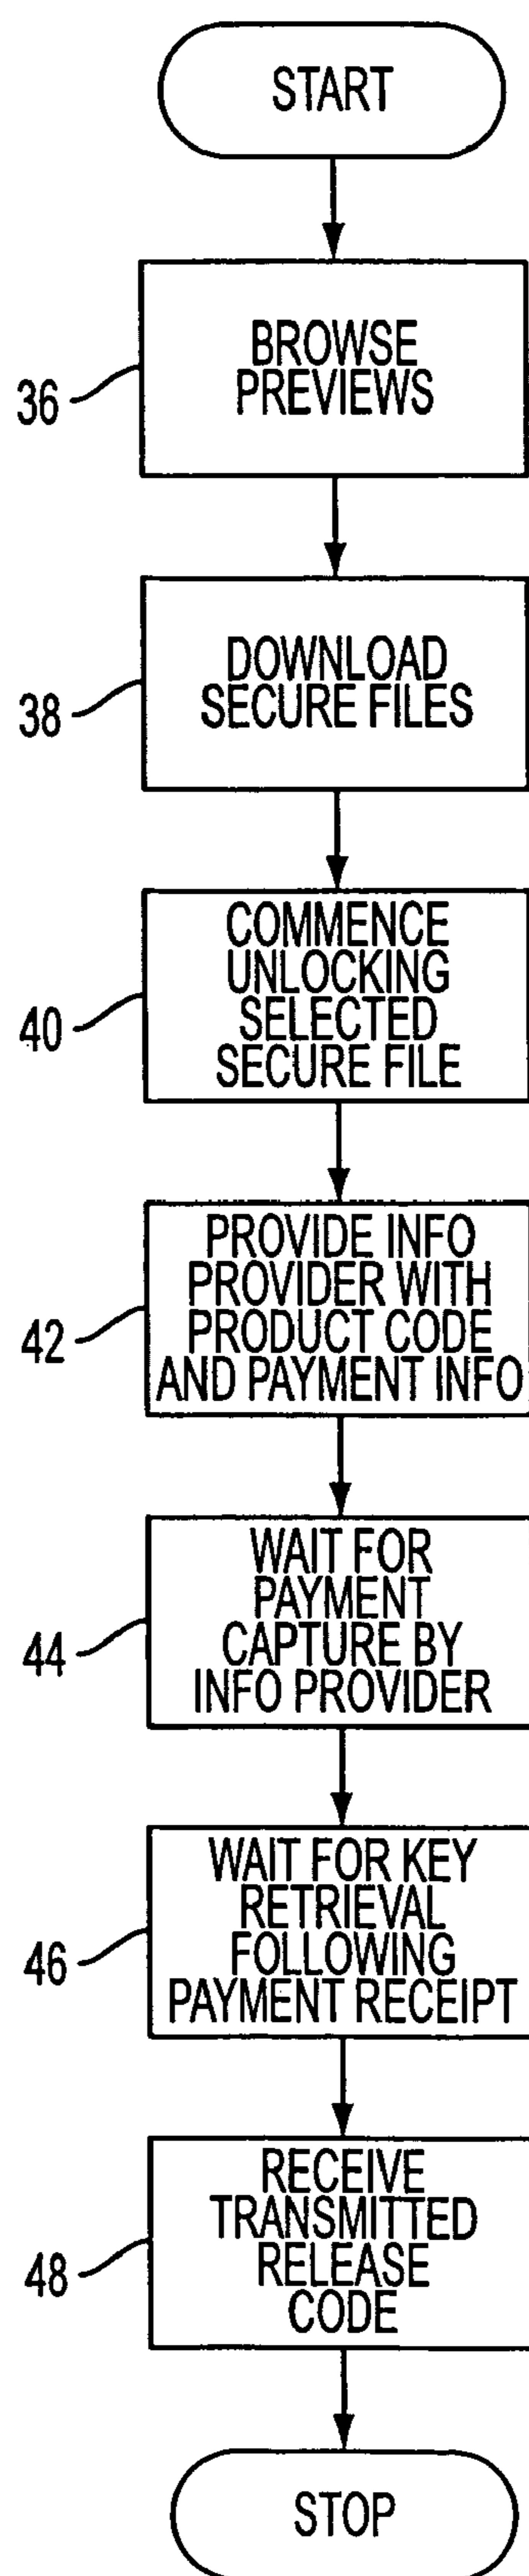 START
BROWSE
PREVIEWS
36
DOWNLOAD
SECURE FILES
38
COMMENCE
UNLOCKING
SELECTED
SECURE FILE
40
PROVIDE INFO
PROVIDER WITH
PRODUCT CODE
AND PAYMENT INFO
42
WAIT FOR
PAYMENT
CAPTURE BY
INFO PROVIDER
44
WAIT FOR KEY
RETRIEVAL
FOLLOWING
PAYMENT RECEIPT
46
RECEIVE
TRANSMITTED
RELEASE
CODE
48
STOP